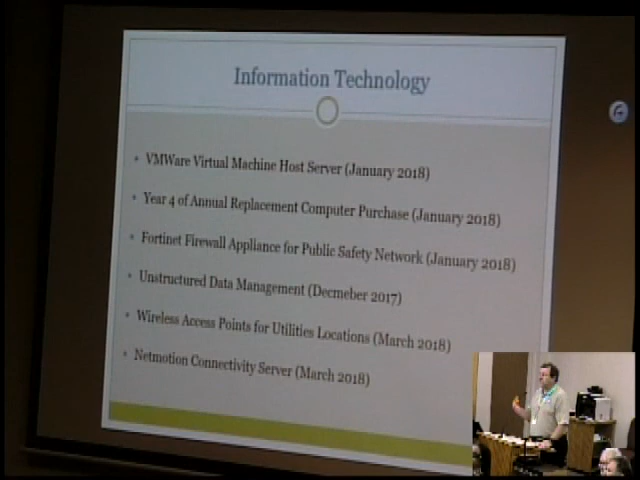 Information Technology
VMWare Virtual Machine Host Server (January 2018)
Year 4 of Annual Replacement Computer Purchase (January 2018)
Fortinet Firewall Appliance for Public Safety Network (January 2018)
Unstructured Data Management (Decmeber 2017)
Wireless Access Points for Utilities Locations (March 2018)
Netmotion Connectivity Server (March 2018)